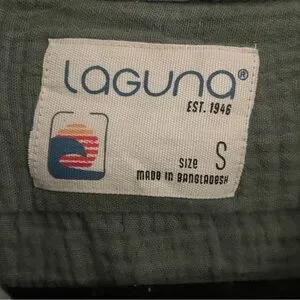 LaGuna®
EST. 1946
SIZE S
MADE IN BANGLADESH